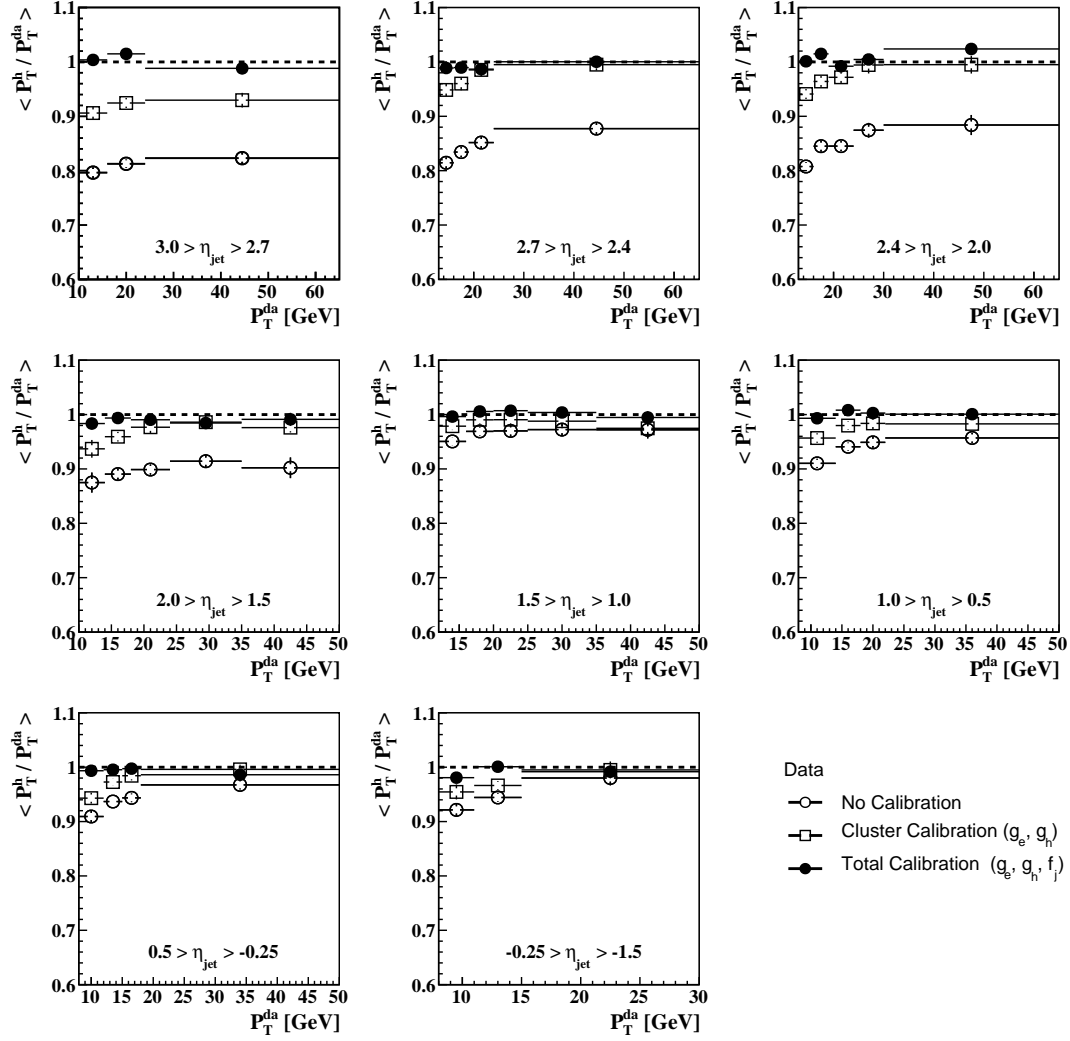 < P_T^h / P_T^da >
1.1
1
0.9
0.8
0.7
0.6
3.0 > η_jet > 2.7
10 20 30 40 50 60
P_T^da [GeV]
< P_T^h / P_T^da >
1.1
1
0.9
0.8
0.7
0.6
2.7 > η_jet > 2.4
20 30 40 50 60
P_T^da [GeV]
< P_T^h / P_T^da >
1.1
1
0.9
0.8
0.7
0.6
2.4 > η_jet > 2.0
20 30 40 50 60
P_T^da [GeV]
< P_T^h / P_T^da >
1.1
1
0.9
0.8
0.7
0.6
2.0 > η_jet > 1.5
10 15 20 25 30 35 40 45 50
P_T^da [GeV]
< P_T^h / P_T^da >
1.1
1
0.9
0.8
0.7
0.6
1.5 > η_jet > 1.0
15 20 25 30 35 40 45 50
P_T^da [GeV]
< P_T^h / P_T^da >
1.1
1
0.9
0.8
0.7
0.6
1.0 > η_jet > 0.5
10 15 20 25 30 35 40 45 50
P_T^da [GeV]
< P_T^h / P_T^da >
1.1
1
0.9
0.8
0.7
0.6
0.5 > η_jet > -0.25
10 15 20 25 30 35 40 45 50
P_T^da [GeV]
< P_T^h / P_T^da >
1.1
1
0.9
0.8
0.7
0.6
-0.25 > η_jet > -1.5
10 15 20 25 30
P_T^da [GeV]
Data
No Calibration
Cluster Calibration (g_e, g_h)
Total Calibration (g_e, g_h, f_j)